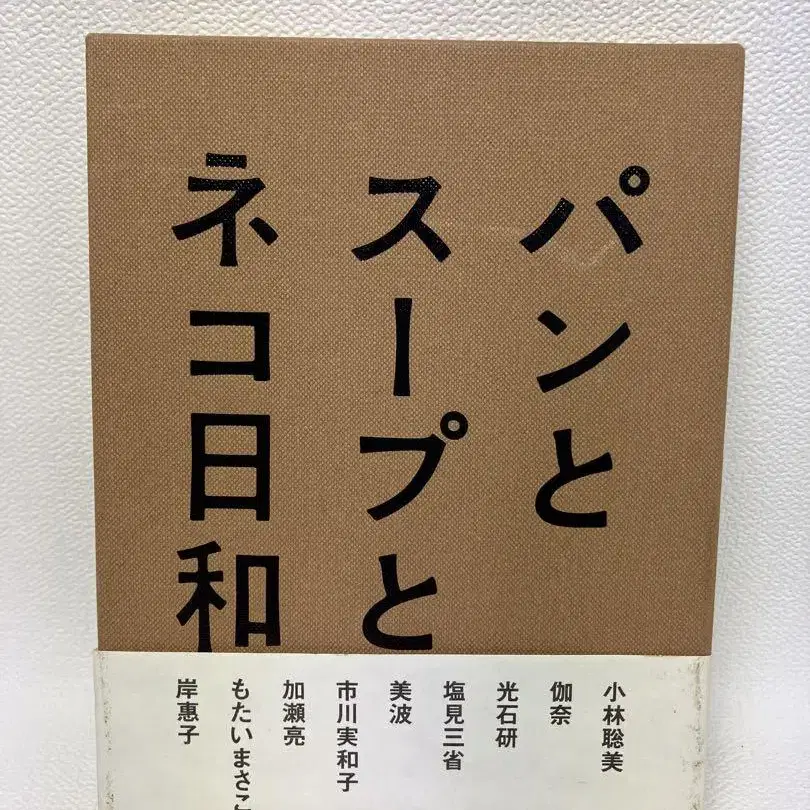 パンと
スープと
ネコ日和
小林聡美
伽奈
光石研
塩見三省
美波
市川実和子
加瀬亮
もたいまさこ
岸惠子